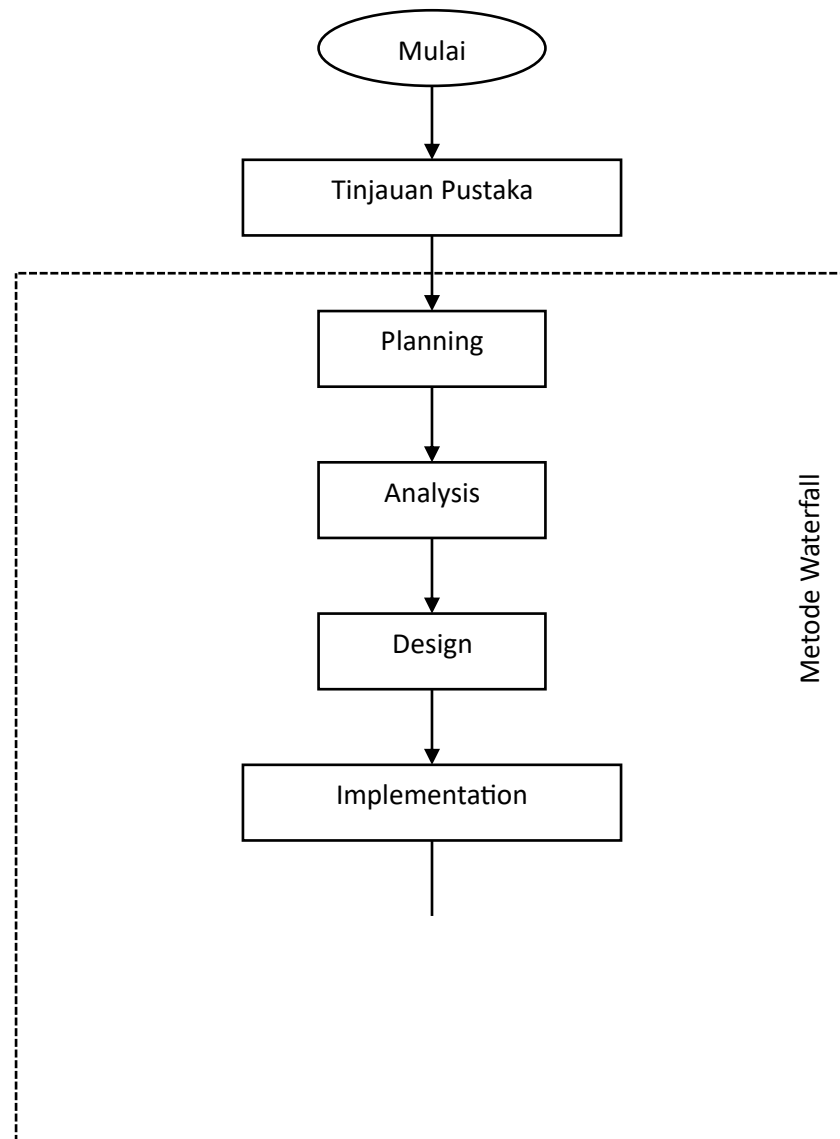 Mulai
Tinjauan Pustaka
Planning
Analysis
Metode Waterfall
Design
Implementation